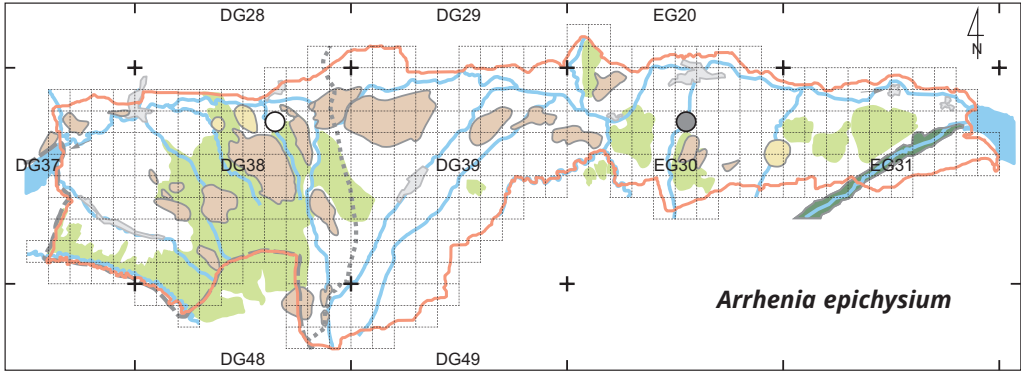 DG28 DG29 EG20
N
DG37 DG38 DG39 EG30 EG31
Arrhenia epichysium
DG48 DG49